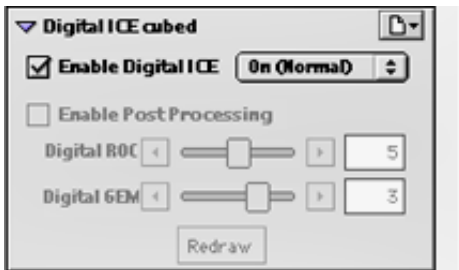 Digital ICE cubed
Enable Digital ICE On (Normal)
Enable Post Processing
Digital ROC 5
Digital GEM 3
Redraw